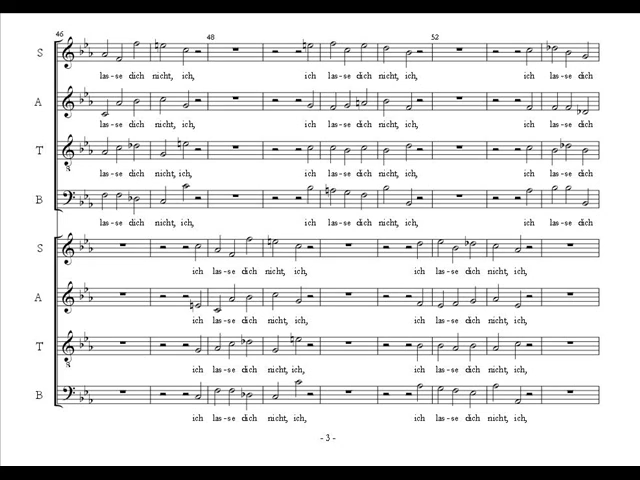 46 48 52
S
las-se dich nicht, ich, ich las-se dich nicht, ich, ich las-se dich
A
las-se dich nicht, ich, ich las-se dich nicht, ich, ich las-se dich
T
las-se dich nicht, ich, ich las-se dich nicht, ich, ich las-se dich
B
las-se dich nicht, ich, ich las-se dich nicht, ich, ich las-se dich
S
ich las-se dich nicht, ich, ich las-se dich nicht, ich,
A
ich las-se dich nicht, ich, ich las-se dich nicht, ich,
T
ich las-se dich nicht, ich, ich las-se dich nicht, ich,
B
ich las-se dich nicht, ich, ich las-se dich nicht, ich,
- 3 -